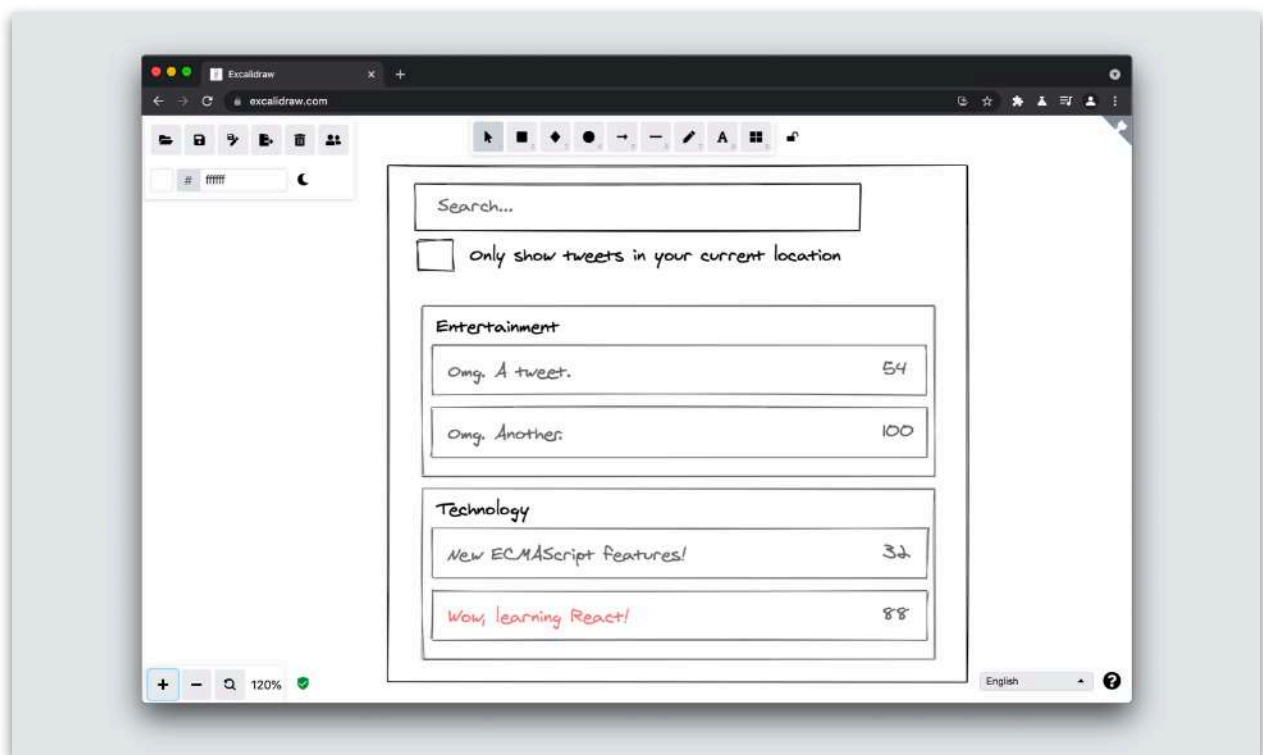 Excalidraw
excalidraw.com
# ffffff
A
Search...
Only show tweets in your current location
Entertainment
Omg. A tweet. 54
Omg. Another. 100
Technology
New ECMAScript features! 32
Wow, learning React! 88
+ − 120%
English ?